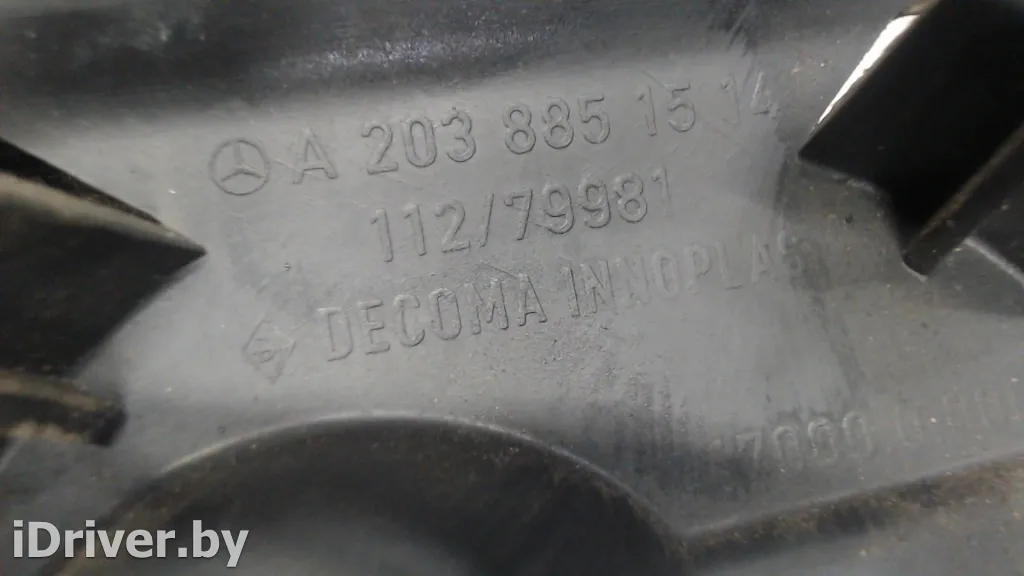 A 203 885 15 14
112/79981
DECOMA INNOPLAS
iDriver.by